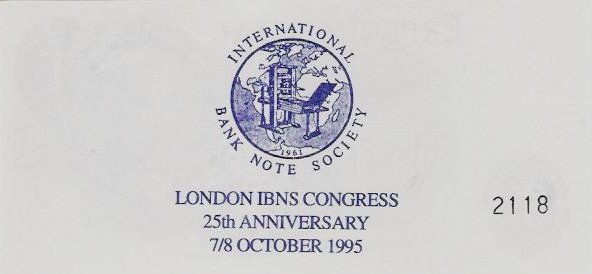 INTERNATIONAL
BANK NOTE SOCIETY
1961
LONDON IBNS CONGRESS
25th ANNIVERSARY
7/8 OCTOBER 1995
2118